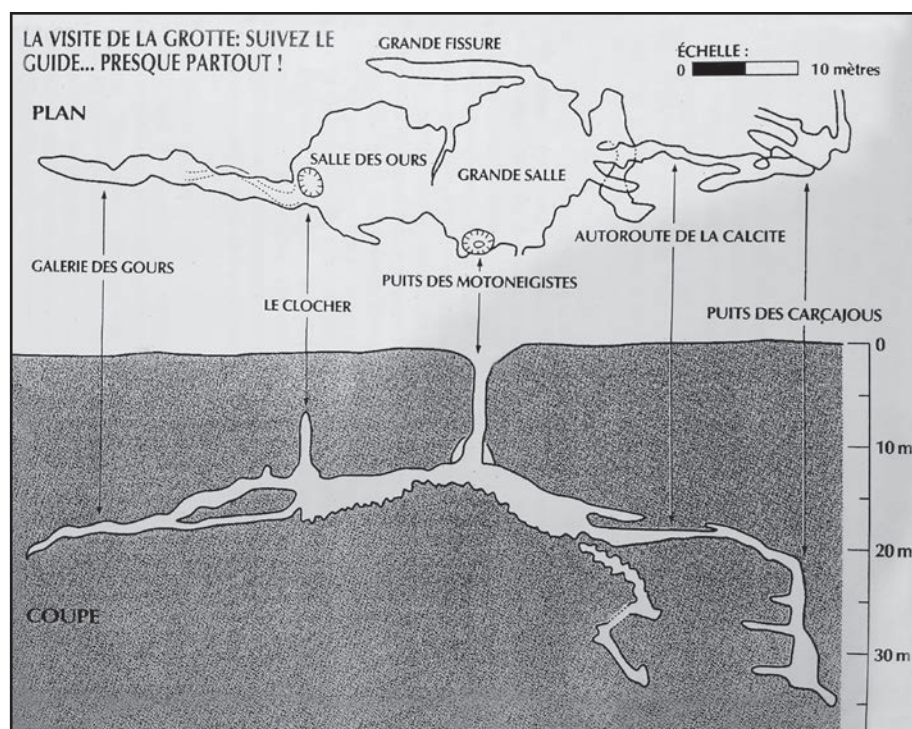 LA VISITE DE LA GROTTE: SUIVEZ LE
GUIDE... PRESQUE PARTOUT !
GRANDE FISSURE
ÉCHELLE :
0 10 mètres
PLAN
SALLE DES OURS
GRANDE SALLE
AUTOROUTE DE LA CALCITE
GALERIE DES GOURS
PUITS DES MOTONEIGISTES
LE CLOCHER
PUITS DES CARÇAJOUS
0
10 m
20 m
COUPE
30 m